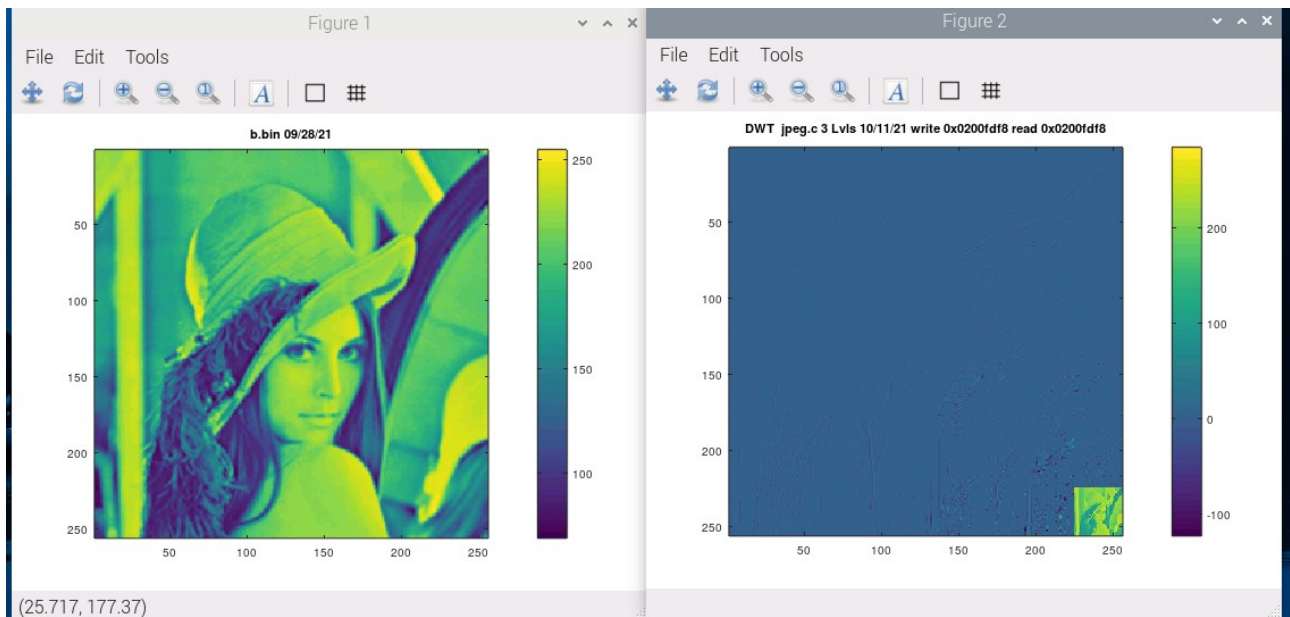 Figure 1
File Edit Tools
A
b.bin 09/28/21
50
100
150
200
250
50 100 150 200 250
250
200
150
100
(25.717, 177.37)
Figure 2
File Edit Tools
A
DWT jpeg.c 3 Lvls 10/11/21 write 0x0200fdf8 read 0x0200fdf8
50
100
150
200
250
50 100 150 200 250
200
100
0
-100